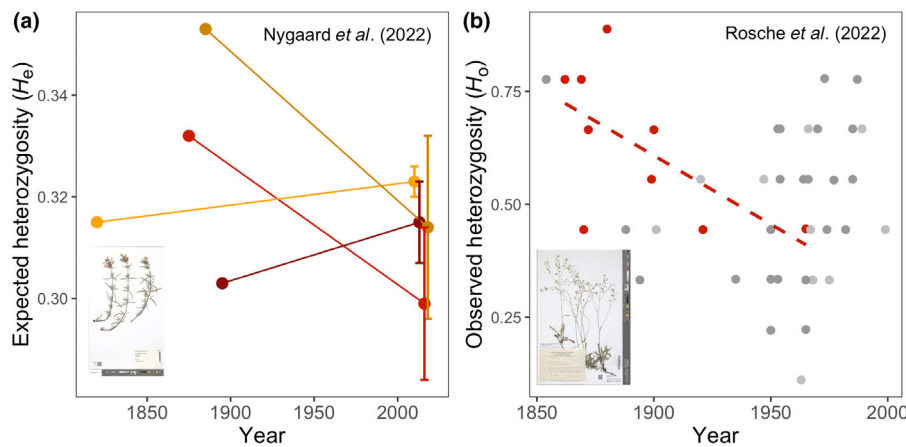 (a)
Nygaard et al. (2022)
Expected heterozygosity (He)
0.34
0.32
0.30
1850
1900
1950
2000
Year
(b)
Rosche et al. (2022)
Observed heterozygosity (Ho)
0.75
0.50
0.25
1850
1900
1950
2000
Year